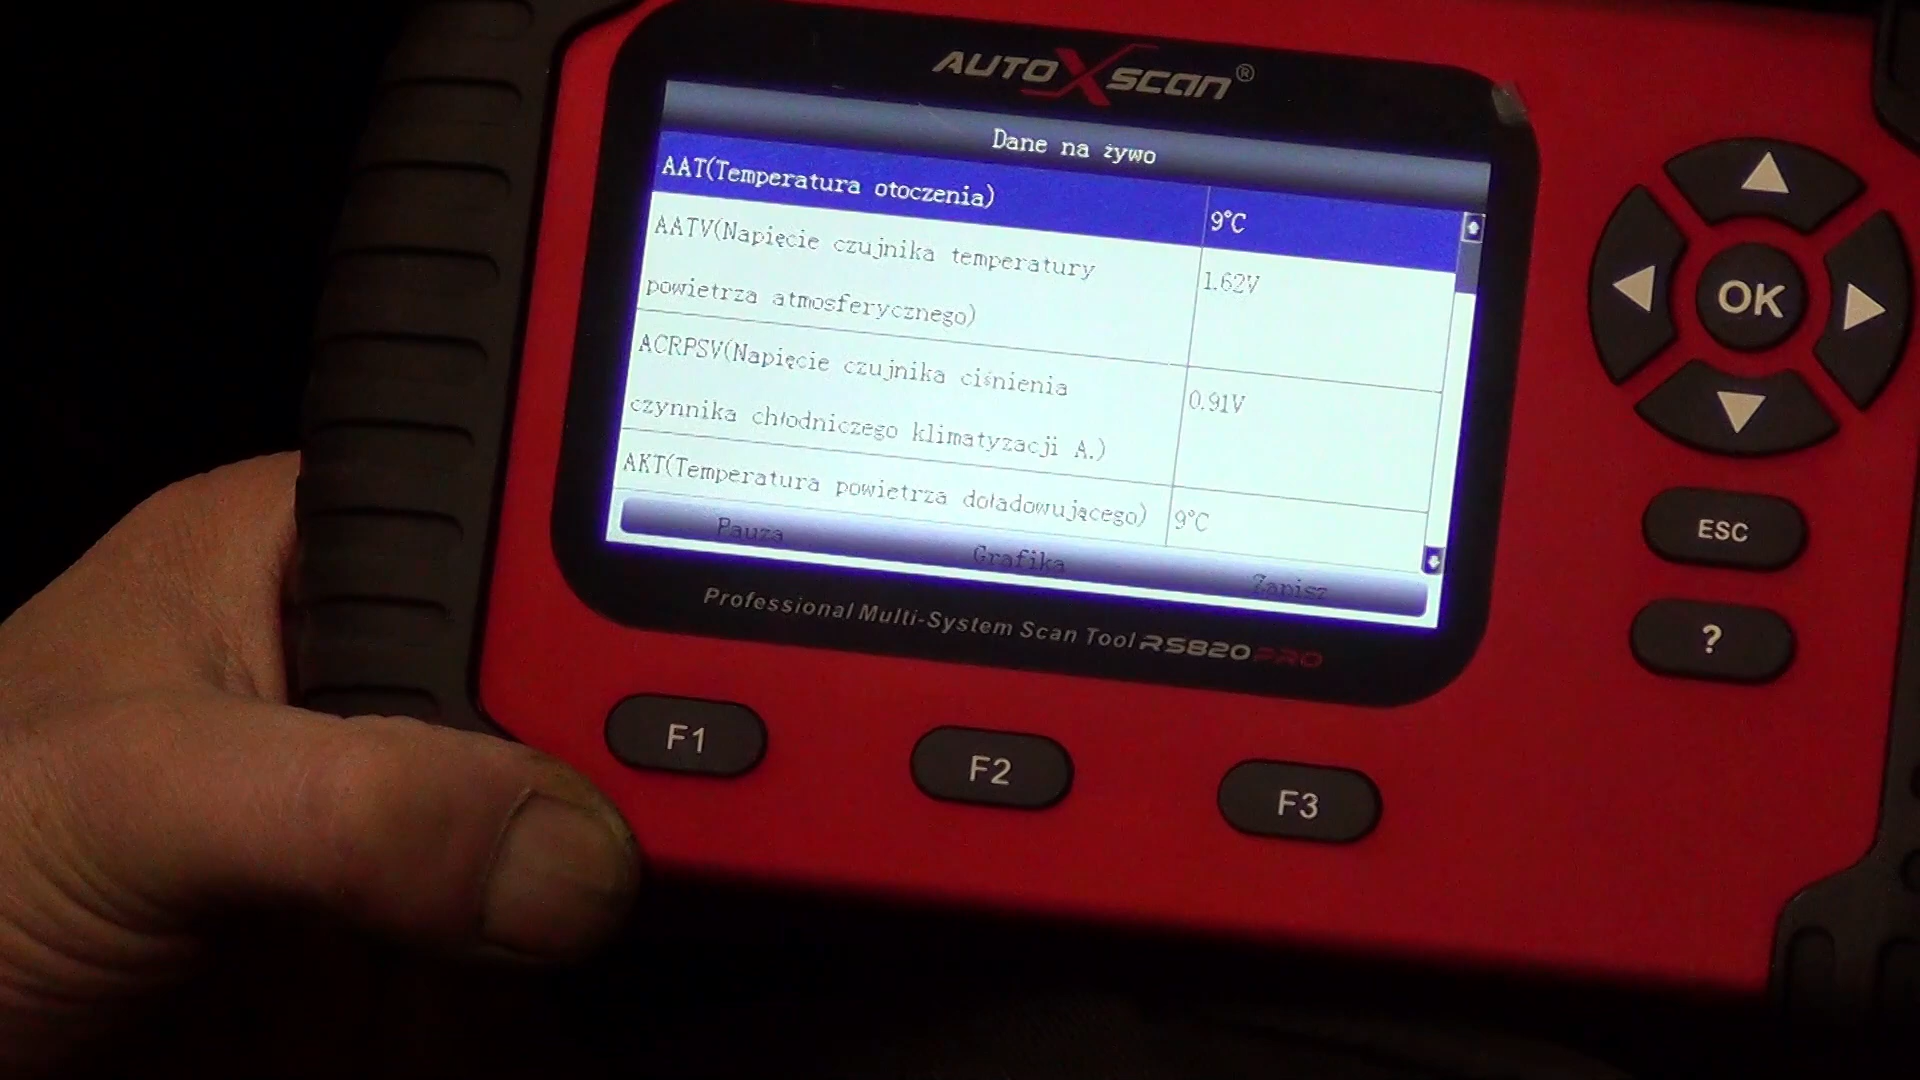 AUTOXSCAN®
Dane na żywo
AAT(Temperatura otoczenia) 9°C
AATV(Napięcie czujnika temperatury 1.62V
powietrza atmosferycznego)
ACRPSV(Napięcie czujnika ciśnienia 0.91V
czynnika chłodniczego klimatyzacji A.)
AKT(Temperatura powietrza doładowującego) 9°C
Pauza Grafika Zapisz
Professional Multi-System Scan Tool RS820 PRO
OK
ESC
?
F1 F2 F3